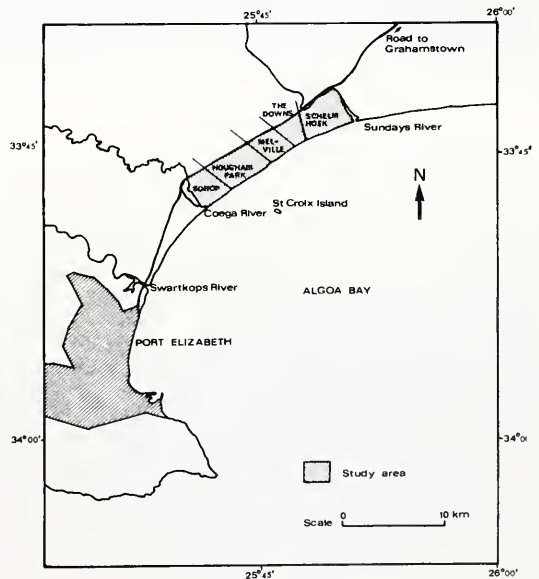 25°45'
26°00'
Road to
Grahamstown
THE
DOWNS
SCHELM
HOEK
Sundays River
33°45'
33°45'
MEL-
VILLE
HOUGHAM
PARK
SONOP
N
St Croix Island
Coega River
Swartkops River
ALGOA BAY
PORT ELIZABETH
34°00'
34°01
Study area
Scale
0
10 km
25°45'
26°00'